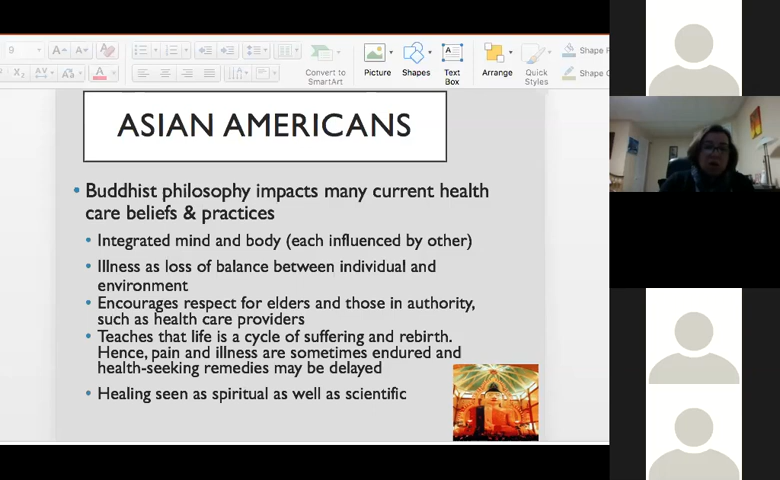 9
A A
Convert to
SmartArt
Picture
Shapes
Text
Box
Arrange
Quick
Styles
Shape
Shape
X2 AV A A
ASIAN AMERICANS
• Buddhist philosophy impacts many current health
care beliefs & practices
• Integrated mind and body (each influenced by other)
• Illness as loss of balance between individual and
environment
• Encourages respect for elders and those in authority,
such as health care providers
• Teaches that life is a cycle of suffering and rebirth.
Hence, pain and illness are sometimes endured and
health-seeking remedies may be delayed
• Healing seen as spiritual as well as scientific